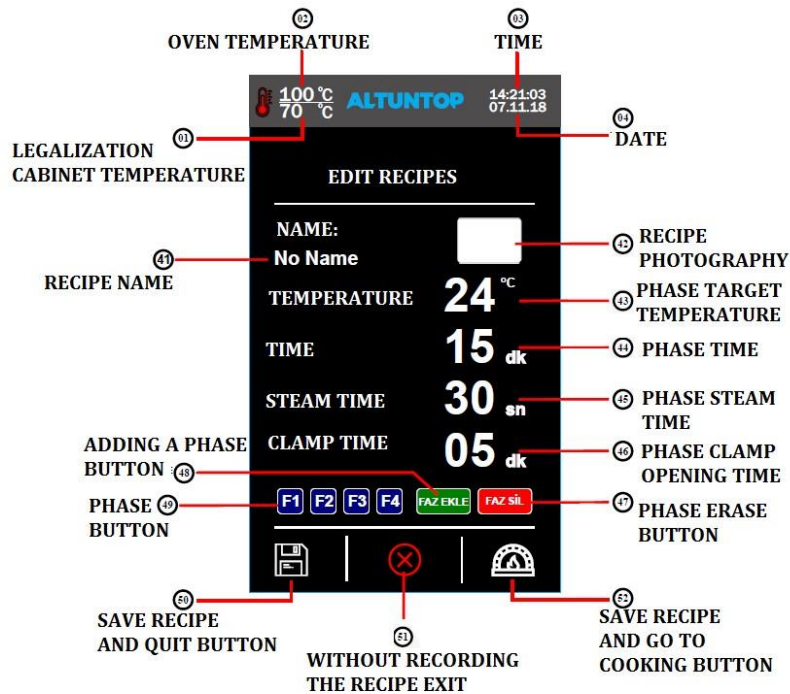 02
OVEN TEMPERATURE
03
TIME
100 °C
70 °C
ALTUNTOP
14:21:03
07.11.18
04
DATE
01
LEGALIZATION
CABINET TEMPERATURE
EDIT RECIPES
NAME:
No Name
41
RECIPE NAME
42
RECIPE
PHOTOGRAPHY
TEMPERATURE 24 °C
43
PHASE TARGET
TEMPERATURE
TIME 15 dk
44 PHASE TIME
STEAM TIME 30 sn
45 PHASE STEAM
TIME
CLAMP TIME 05 dk
46 PHASE CLAMP
OPENING TIME
ADDING A PHASE
BUTTON : 48
PHASE 49
BUTTON
F1 F2 F3 F4 FAZ EKLE FAZ SİL
47 PHASE ERASE
BUTTON
50
SAVE RECIPE
AND QUIT BUTTON
51
WITHOUT RECORDING
THE RECIPE EXIT
52
SAVE RECIPE
AND GO TO
COOKING BUTTON